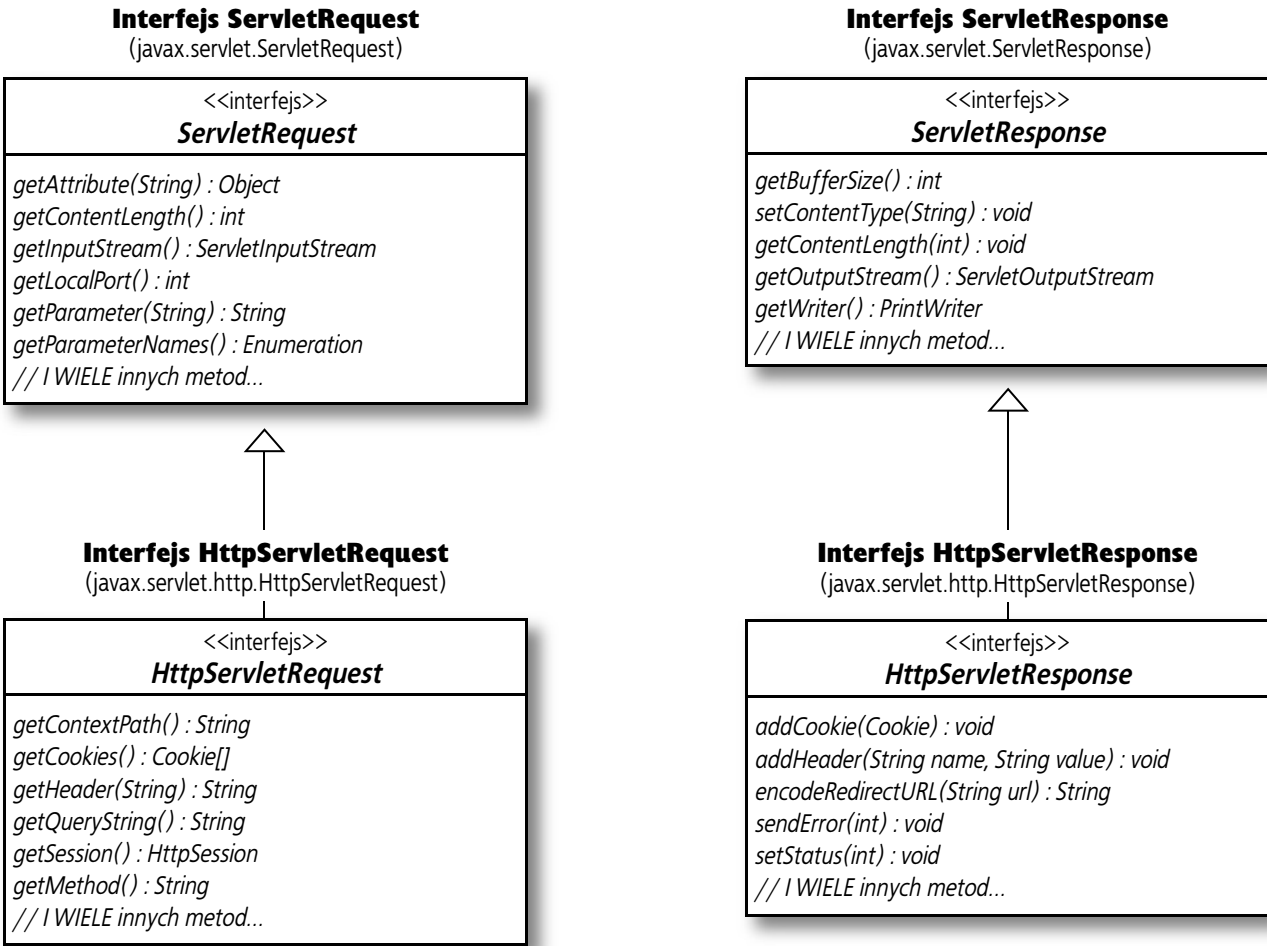 Interfejs ServletRequest
(javax.servlet.ServletRequest)
<<interfejs>>
ServletRequest
getAttribute(String) : Object
getContentLength() : int
getInputStream() : ServletInputStream
getLocalPort() : int
getParameter(String) : String
getParameterNames() : Enumeration
// I WIELE innych metod...
Interfejs ServletResponse
(javax.servlet.ServletResponse)
<<interfejs>>
ServletResponse
getBufferSize() : int
setContentType(String) : void
getContentLength(int) : void
getOutputStream() : ServletOutputStream
getWriter() : PrintWriter
// I WIELE innych metod...
Interfejs HttpServletRequest
(javax.servlet.http.HttpServletRequest)
<<interfejs>>
HttpServletRequest
getContextPath() : String
getCookies() : Cookie[]
getHeader(String) : String
getQueryString() : String
getSession() : HttpSession
getMethod() : String
// I WIELE innych metod...
Interfejs HttpServletResponse
(javax.servlet.http.HttpServletResponse)
<<interfejs>>
HttpServletResponse
addCookie(Cookie) : void
addHeader(String name, String value) : void
encodeRedirectURL(String url) : String
sendError(int) : void
setStatus(int) : void
// I WIELE innych metod...